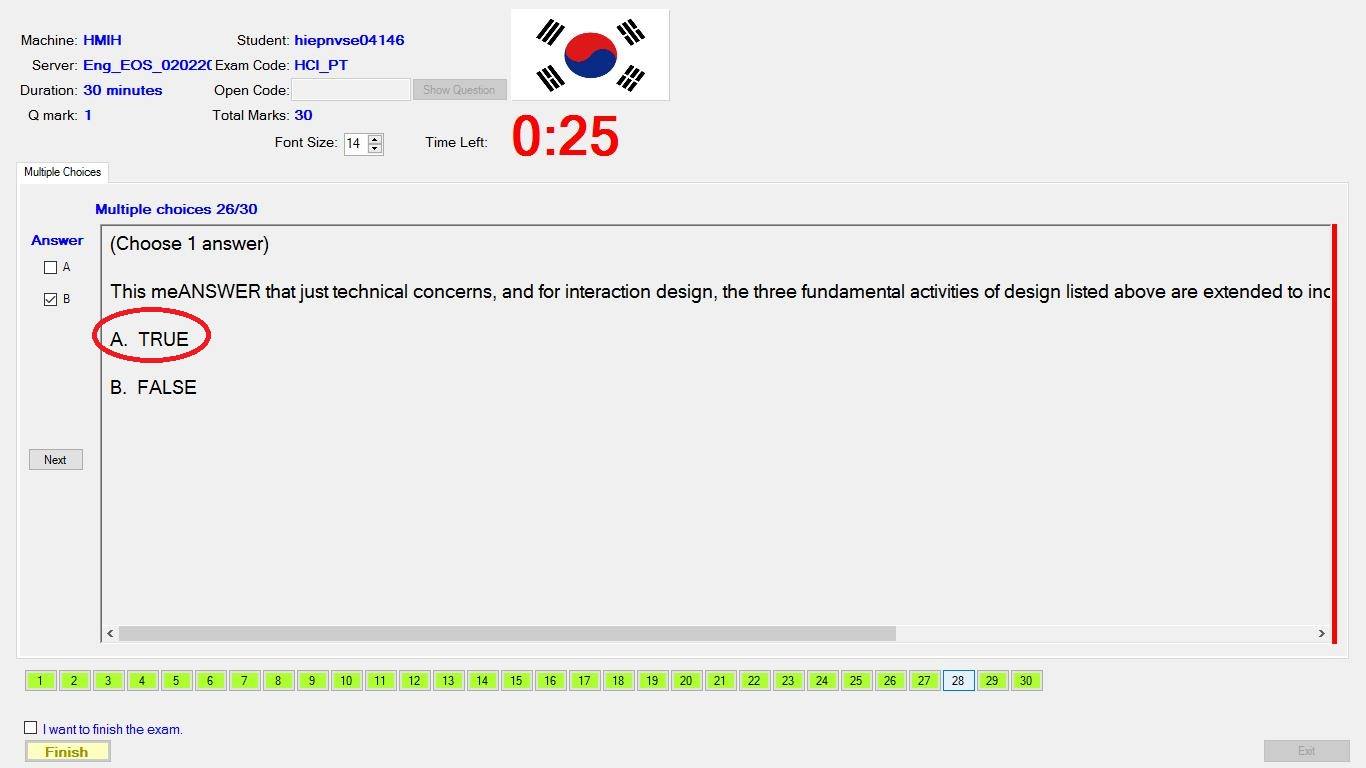 Machine: HMIH Student: hiepnvse04146
Server: Eng_EOS_020220 Exam Code: HCI_PT
Duration: 30 minutes Open Code: Show Question
Q mark: 1 Total Marks: 30
Font Size: 14 Time Left: 0:25
Multiple Choices
Multiple choices 26/30
Answer
A
B
(Choose 1 answer)
This meANSWER that just technical concerns, and for interaction design, the three fundamental activities of design listed above are extended to inc
A. TRUE
B. FALSE
Next
1 2 3 4 5 6 7 8 9 10 11 12 13 14 15 16 17 18 19 20 21 22 23 24 25 26 27 28 29 30
I want to finish the exam.
Finish
Exit